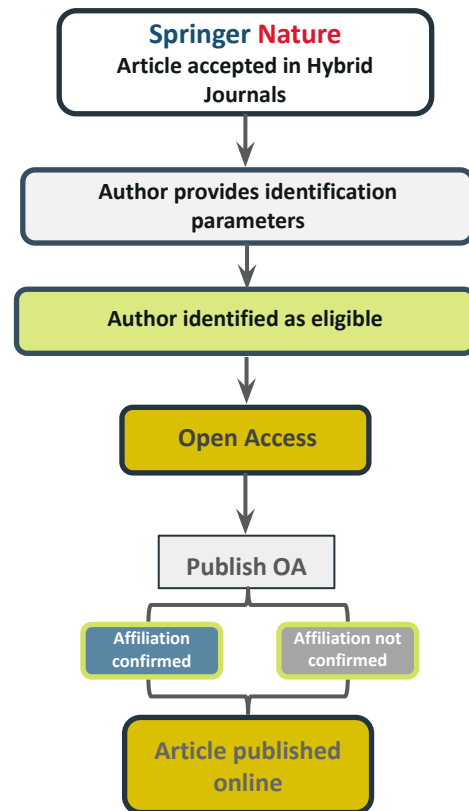 Springer Nature
Article accepted in Hybrid
Journals
Author provides identification
parameters
Author identified as eligible
Open Access
Publish OA
Affiliation
confirmed
Affiliation not
confirmed
Article published
online